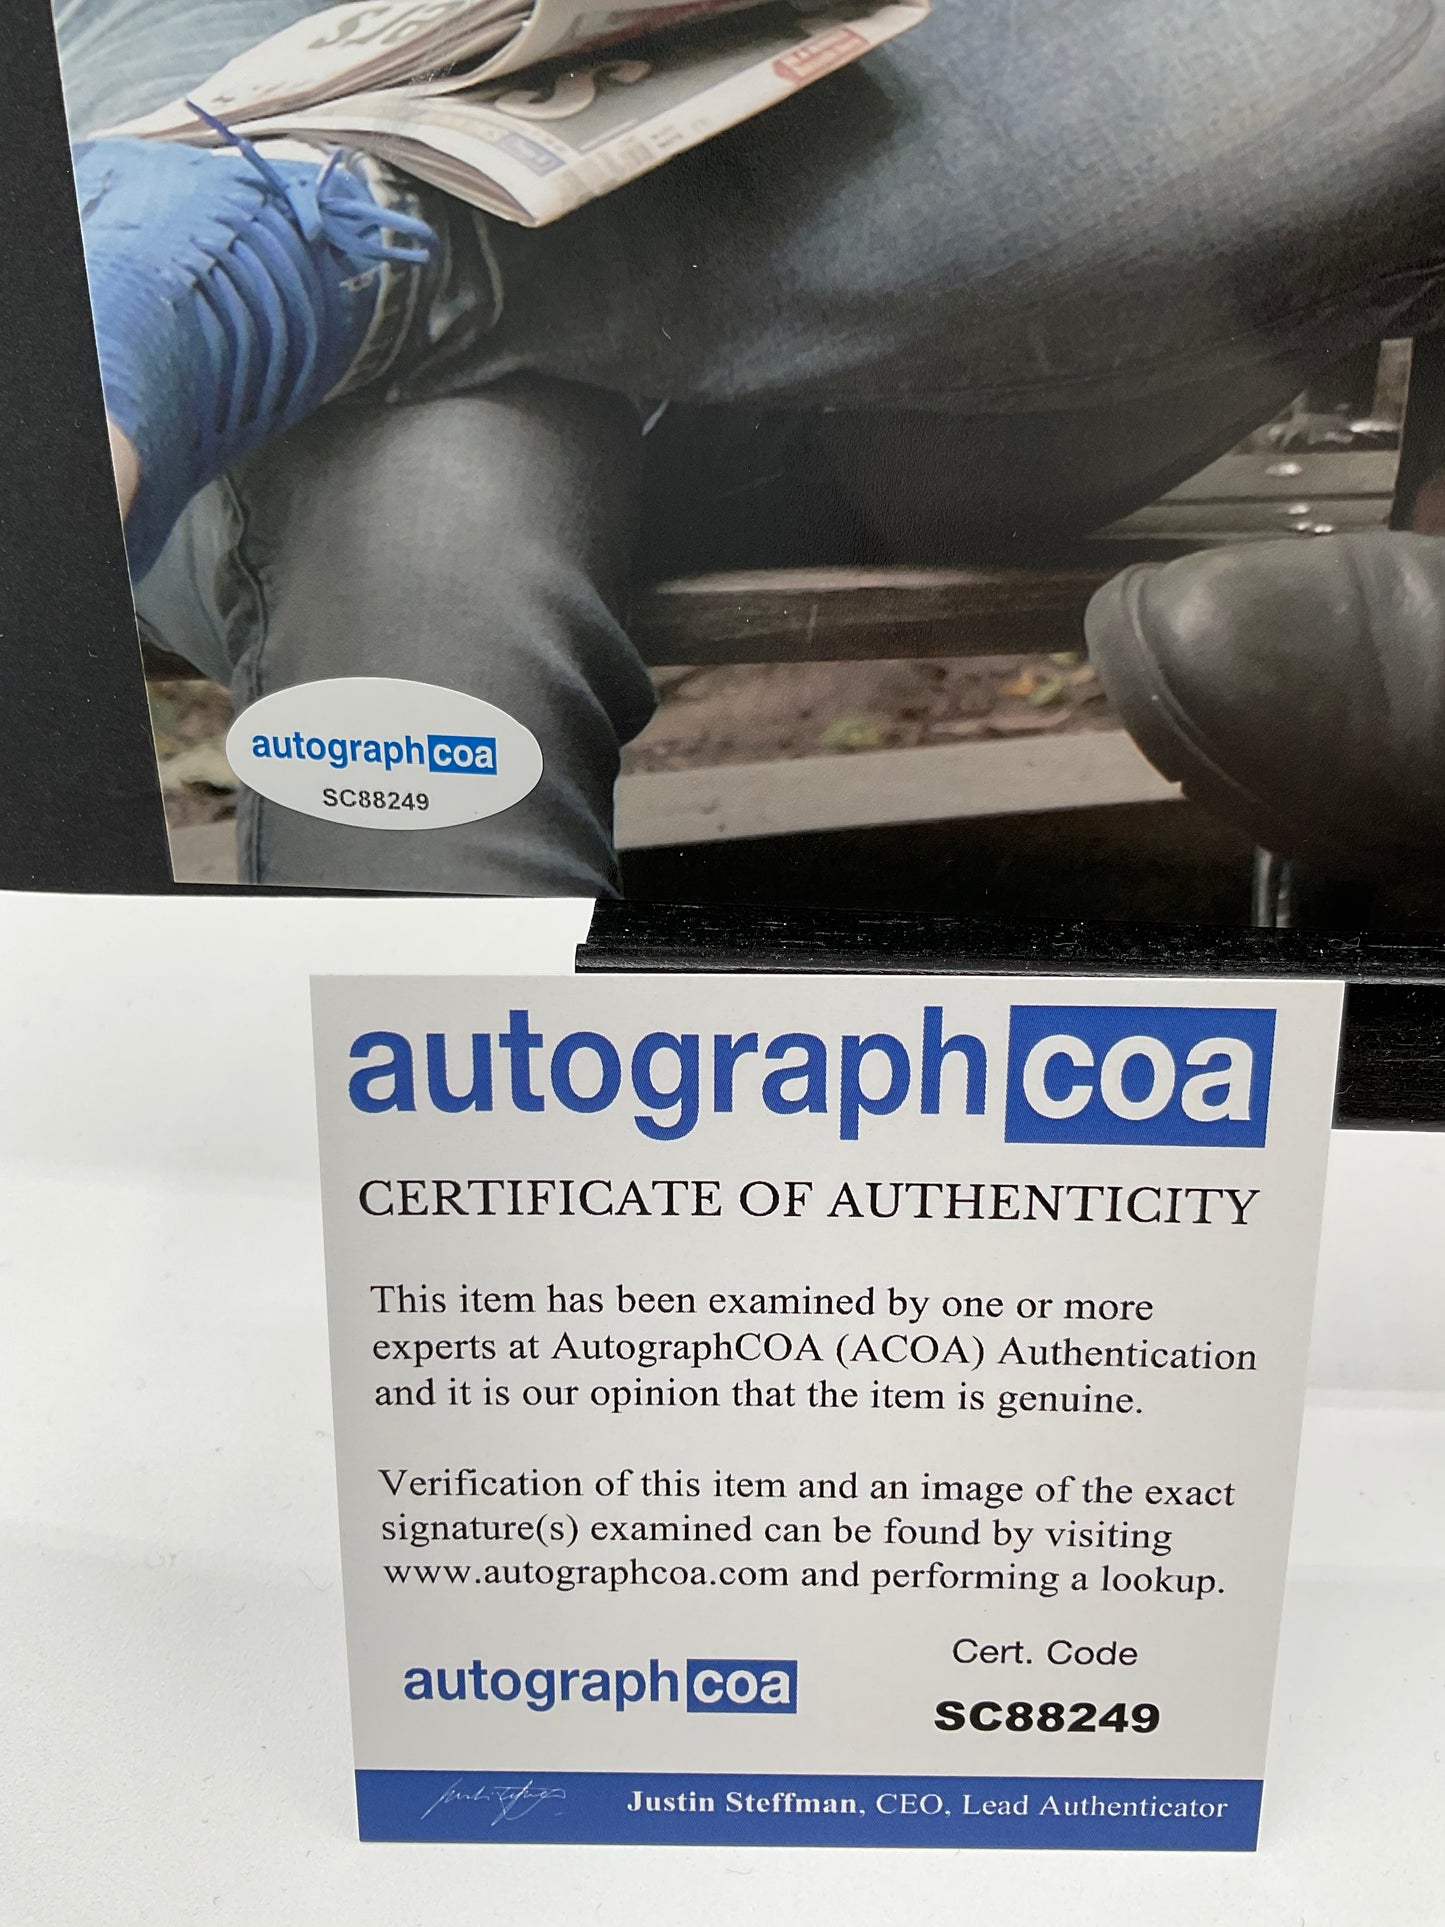 autographcoa
SC88249
autographcoa
CERTIFICATE OF AUTHENTICITY
This item has been examined by one or more
experts at AutographCOA (ACOA) Authentication
and it is our opinion that the item is genuine.
Verification of this item and an image of the exact
signature(s) examined can be found by visiting
www.autographcoa.com and performing a lookup.
autographcoa
Cert. Code
SC88249
Justin Steffman, CEO, Lead Authenticator